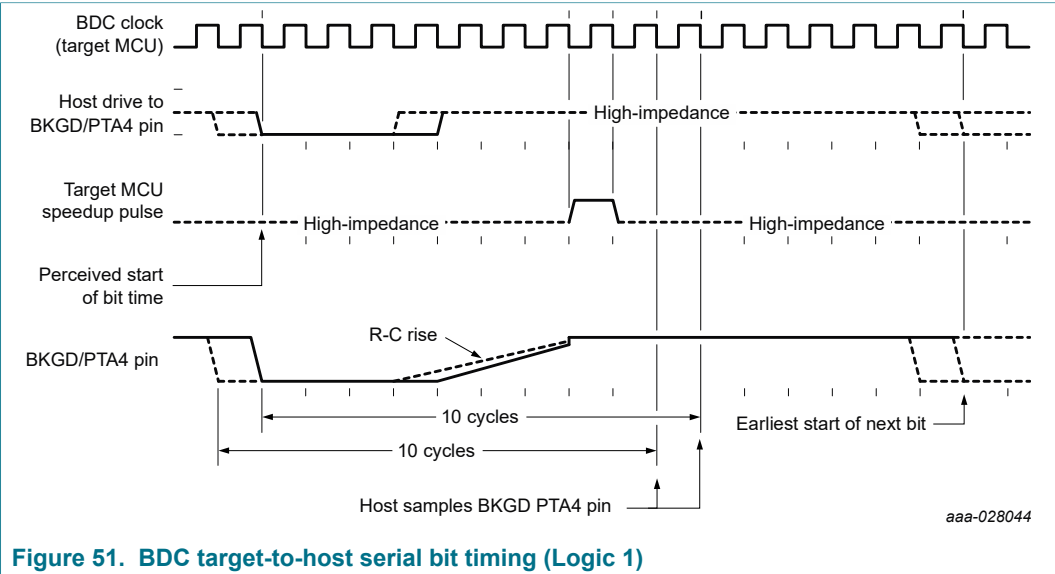 BDC clock
(target MCU)
Host drive to
BKGD/PTA4 pin
High-impedance
Target MCU
speedup pulse
High-impedance
High-impedance
Perceived start
of bit time
R-C rise
BKGD/PTA4 pin
10 cycles
Earliest start of next bit
10 cycles
Host samples BKGD PTA4 pin
aaa-028044
Figure 51. BDC target-to-host serial bit timing (Logic 1)